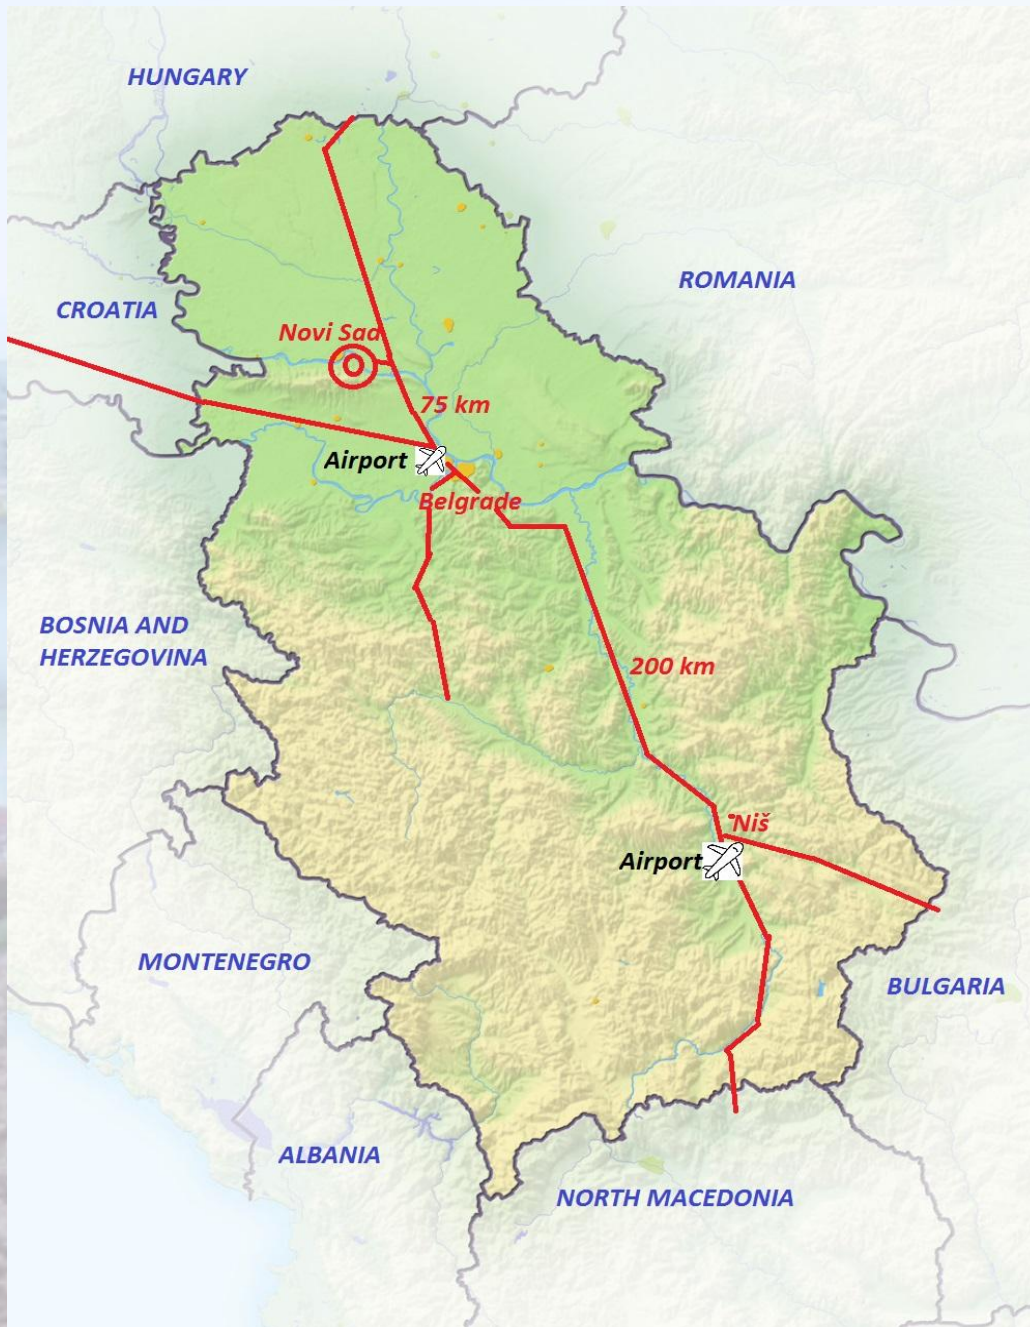 HUNGARY
ROMANIA
CROATIA
Novi Sad
75 km
Airport
Belgrade
BOSNIA AND
HERZEGOVINA
200 km
Niš
Airport
MONTENEGRO
BULGARIA
ALBANIA
NORTH MACEDONIA